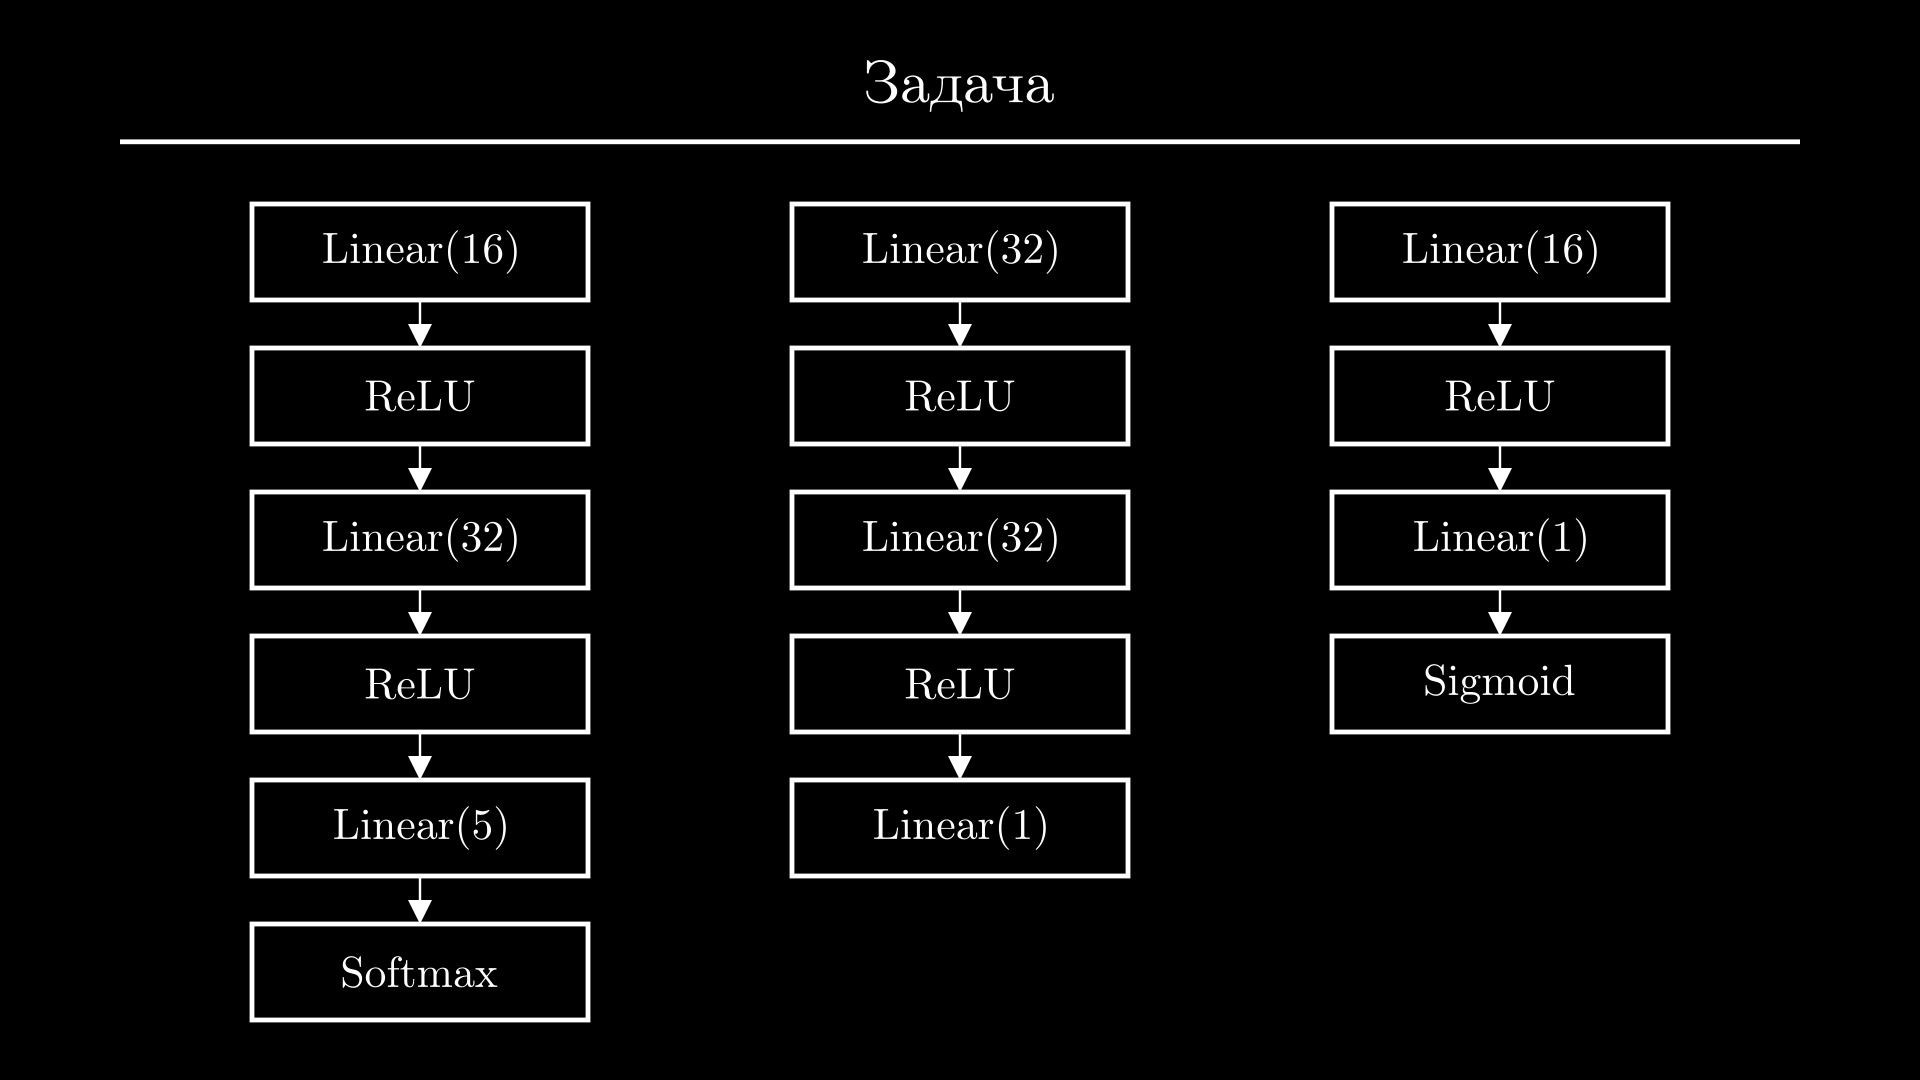 Задача
Linear(16)
ReLU
Linear(32)
ReLU
Linear(5)
Softmax
Linear(32)
ReLU
Linear(32)
ReLU
Linear(1)
Linear(16)
ReLU
Linear(1)
Sigmoid